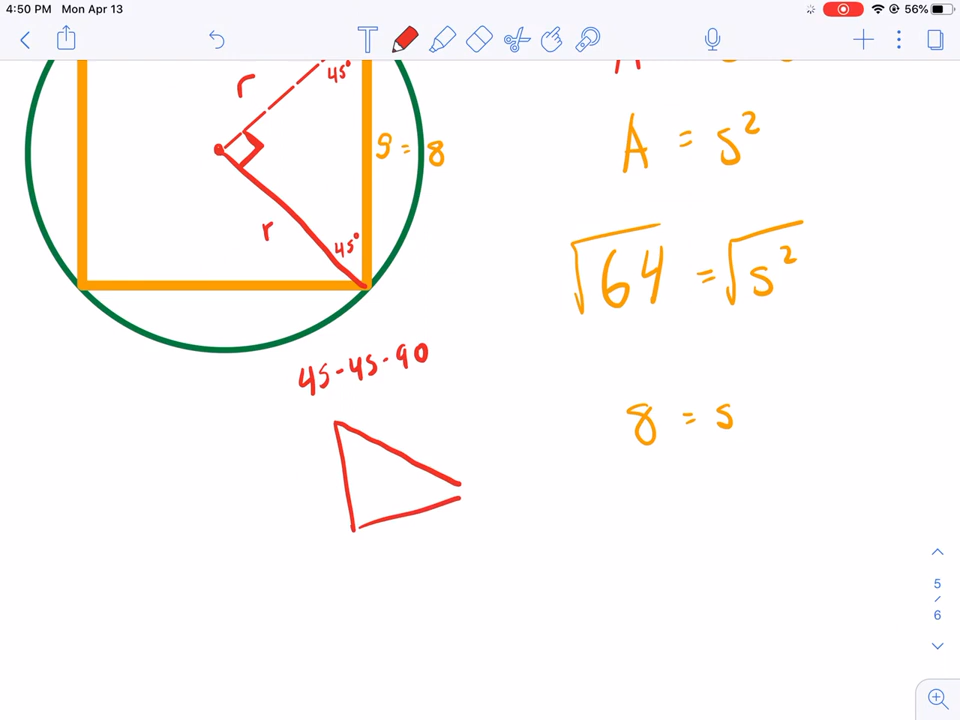 4:50 PM Mon Apr 13
56%
T
r
45°
s = 8
r
45°
A = s²
√64 = √s²
45-45-90
8 = s
5
/
6